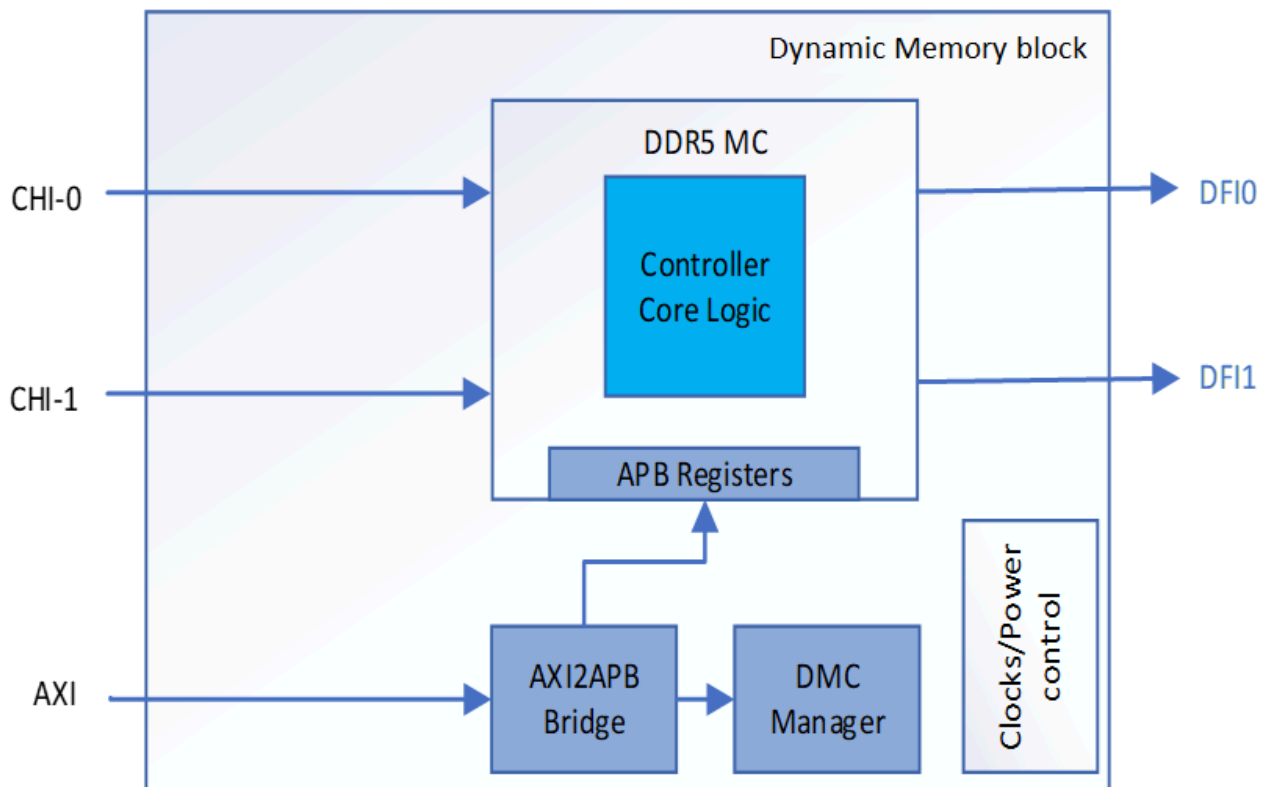 Dynamic Memory block
DDR5 MC
CHI-0
DFI0
Controller
Core Logic
CHI-1
DFI1
APB Registers
Clocks/Power
control
AXI
AXI2APB
Bridge
DMC
Manager